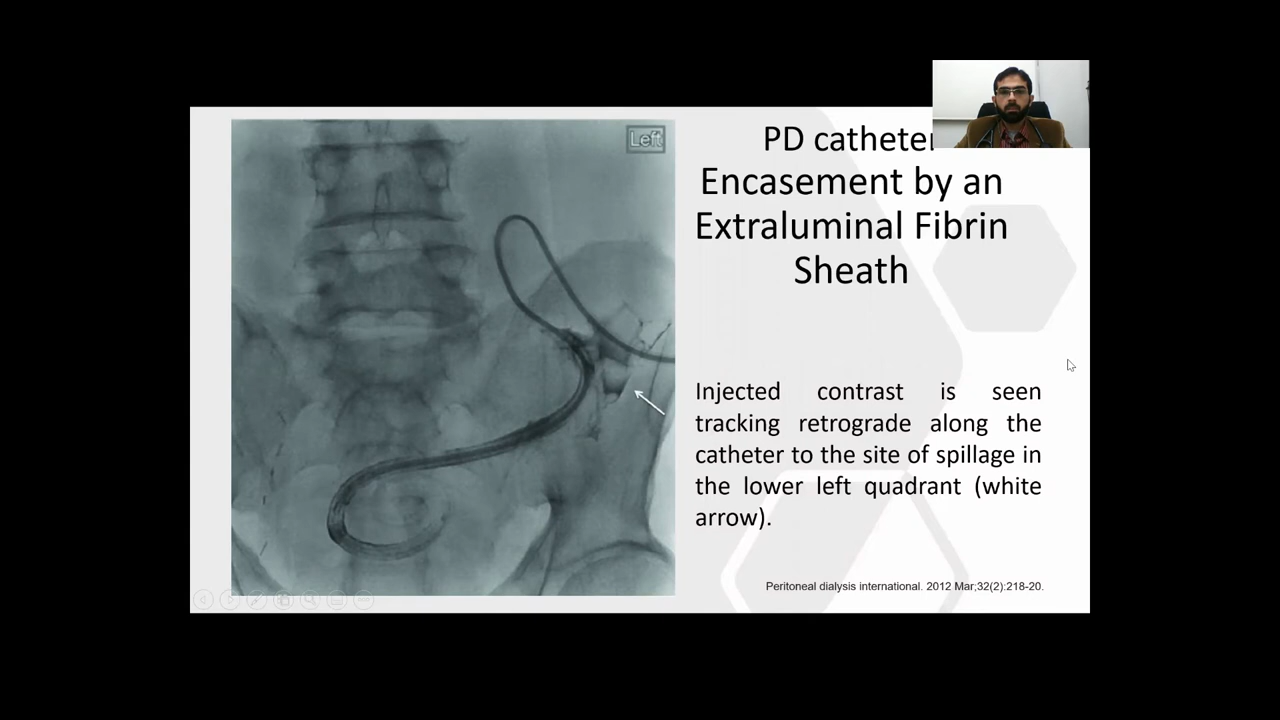 Left
PD catheter
Encasement by an
Extraluminal Fibrin
Sheath
Injected contrast is seen
tracking retrograde along the
catheter to the site of spillage in
the lower left quadrant (white
arrow).
Peritoneal dialysis international. 2012 Mar;32(2):218-20.